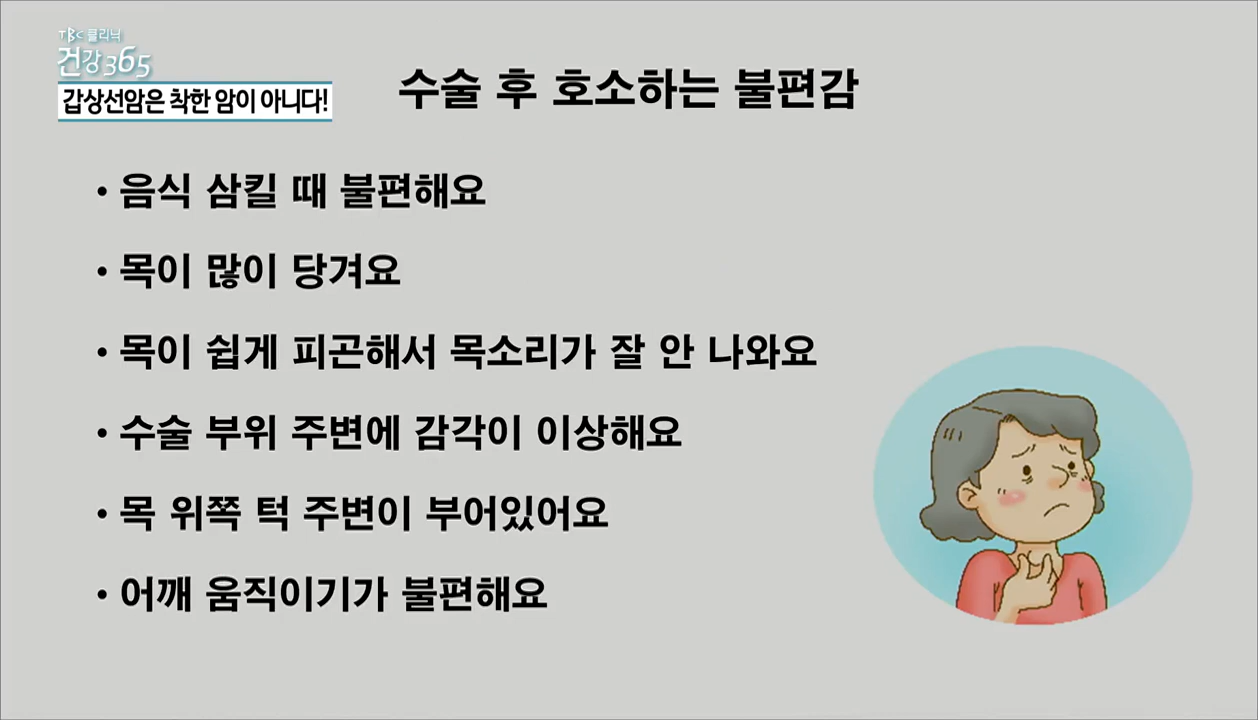 TBC 클리닉
건강365
갑상선암은 착한 암이 아니다!
수술 후 호소하는 불편감
• 음식 삼킬 때 불편해요
• 목이 많이 당겨요
• 목이 쉽게 피곤해서 목소리가 잘 안 나와요
• 수술 부위 주변에 감각이 이상해요
• 목 위쪽 턱 주변이 부어있어요
• 어깨 움직이기가 불편해요